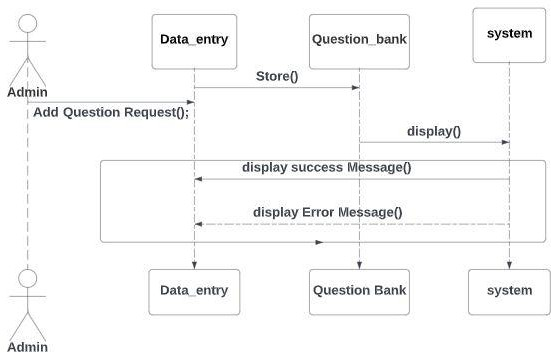 Data_entry
Question_bank
system
Store()
Admin
Add Question Request();
display()
display success Message()
display Error Message()
Data_entry
Question Bank
system
Admin